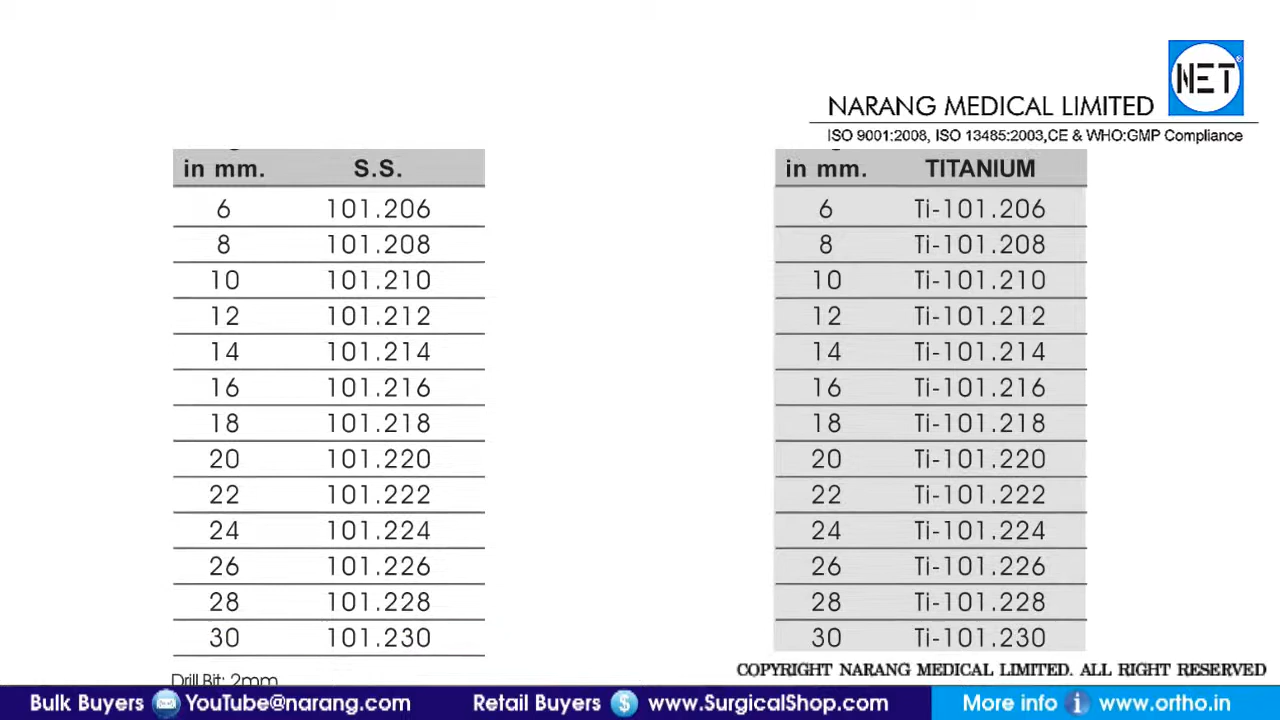 NET®
NARANG MEDICAL LIMITED
ISO 9001:2008, ISO 13485:2003,CE & WHO:GMP Compliance
in mm. S.S.
6 101.206
8 101.208
10 101.210
12 101.212
14 101.214
16 101.216
18 101.218
20 101.220
22 101.222
24 101.224
26 101.226
28 101.228
30 101.230
Drill Bit: 2mm
in mm. TITANIUM
6 Ti-101.206
8 Ti-101.208
10 Ti-101.210
12 Ti-101.212
14 Ti-101.214
16 Ti-101.216
18 Ti-101.218
20 Ti-101.220
22 Ti-101.222
24 Ti-101.224
26 Ti-101.226
28 Ti-101.228
30 Ti-101.230
COPYRIGHT NARANG MEDICAL LIMITED. ALL RIGHT RESERVED
Bulk Buyers YouTube@narang.com Retail Buyers $ www.SurgicalShop.com More info i www.ortho.in